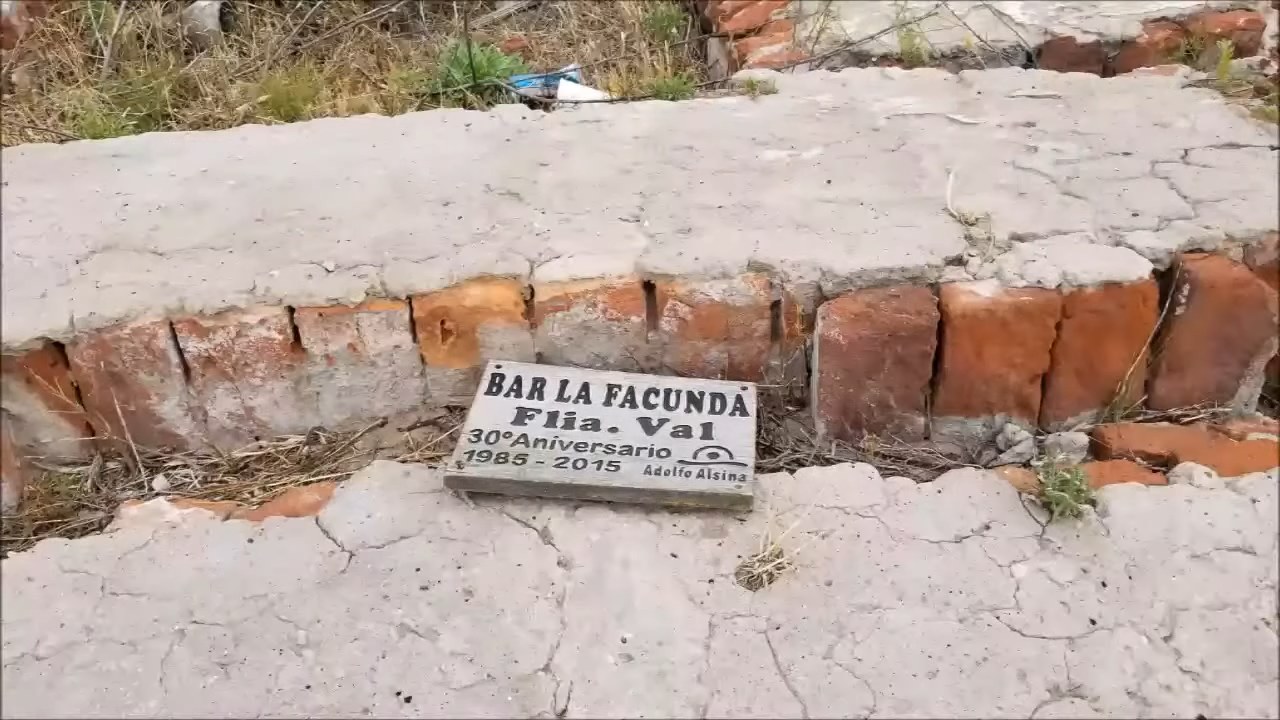 BAR LA FACUNDA
Flia. Val
30°Aniversario
1985 - 2015
Adolfo Alsina